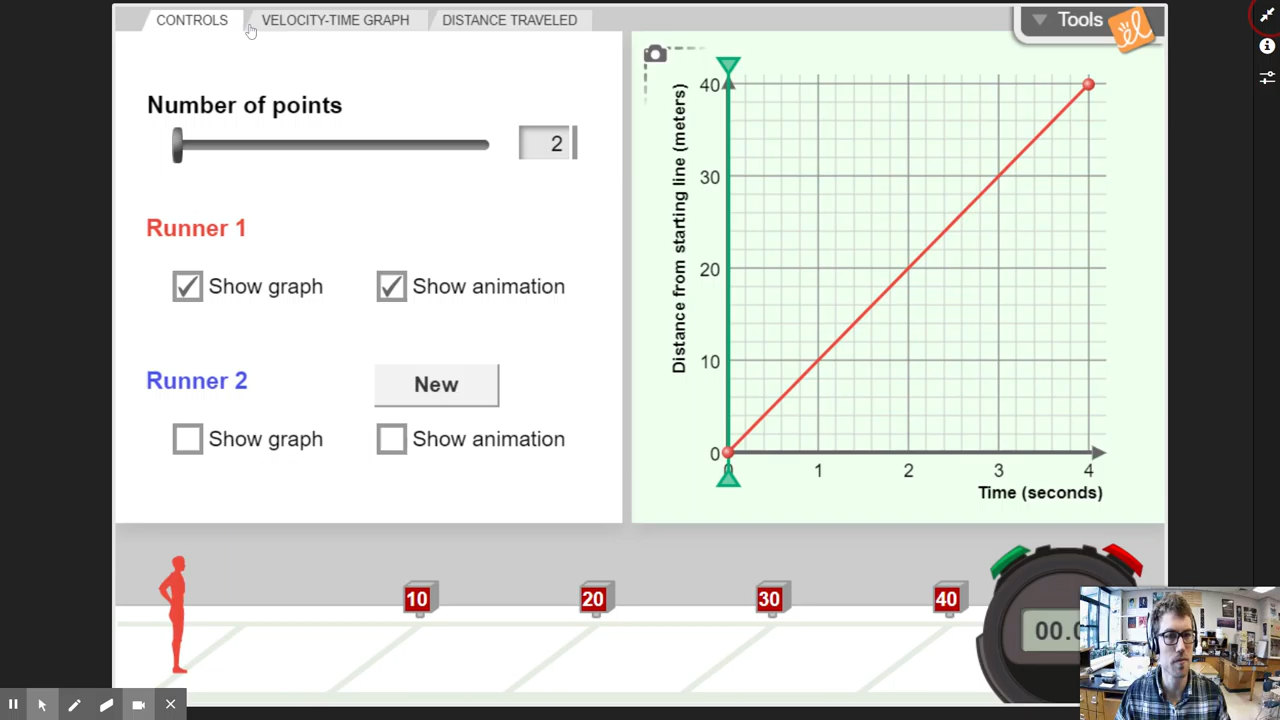 CONTROLS
VELOCITY-TIME GRAPH
DISTANCE TRAVELED
Tools
el
Number of points
2
Runner 1
Show graph
Show animation
Runner 2
New
Show graph
Show animation
Distance from starting line (meters)
40
30
20
10
0
0
1
2
3
4
Time (seconds)
10
20
30
40